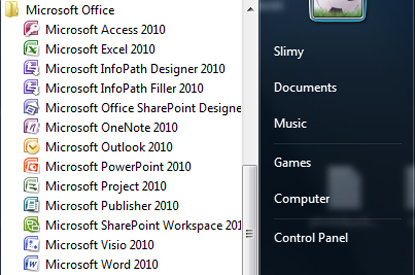 Microsoft Office
Microsoft Access 2010
Microsoft Excel 2010
Microsoft InfoPath Designer 2010
Microsoft InfoPath Filler 2010
Microsoft Office SharePoint Designe
Microsoft OneNote 2010
Microsoft Outlook 2010
Microsoft PowerPoint 2010
Microsoft Project 2010
Microsoft Publisher 2010
Microsoft SharePoint Workspace 201
Microsoft Visio 2010
Microsoft Word 2010
Slimy
Documents
Music
Games
Computer
Control Panel